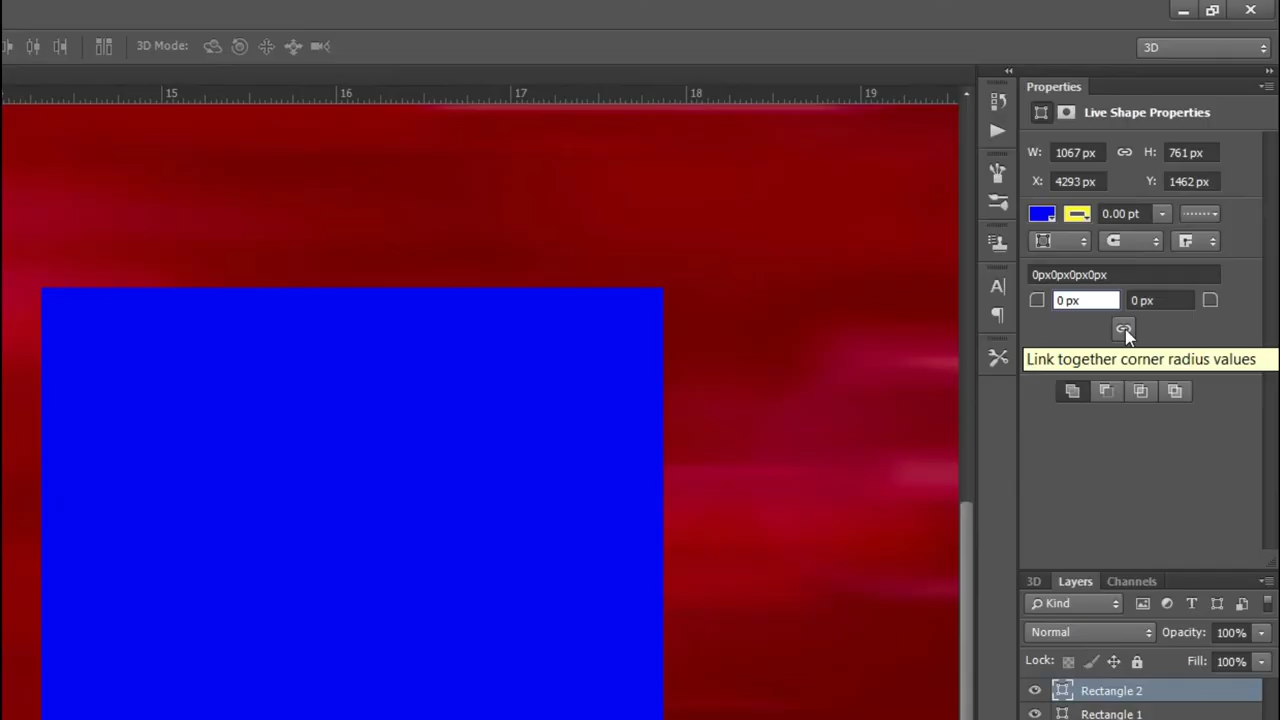 3D Mode:
3D
15 16 17 18 19
Properties
Live Shape Properties
W: 1067 px H: 761 px
X: 4293 px Y: 1462 px
0.00 pt
0px0px0px0px
0 px 0 px
Link together corner radius values
3D Layers Channels
Kind T
Normal Opacity: 100%
Lock: Fill: 100%
Rectangle 2
Rectangle 1